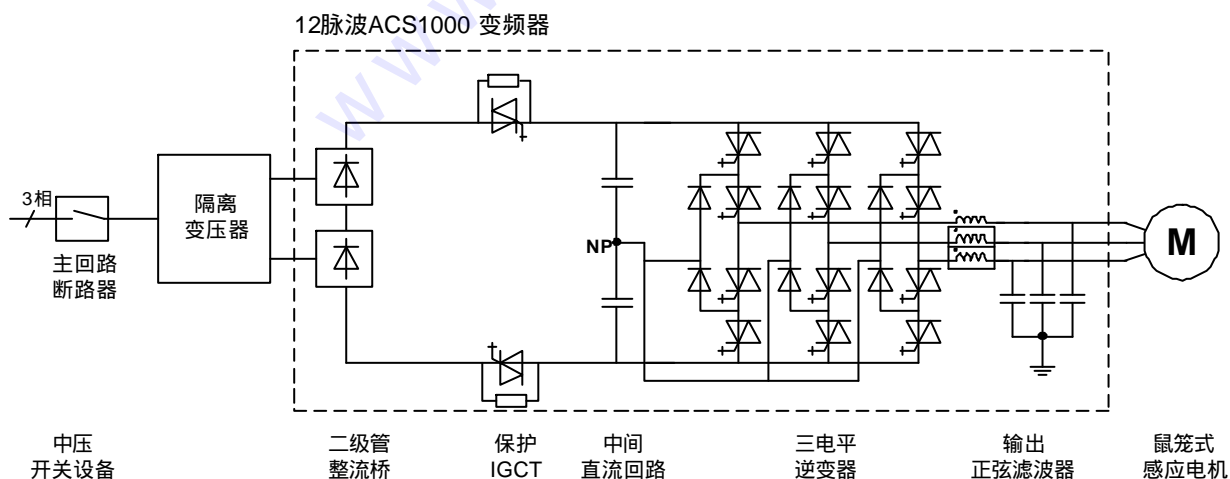 12脉波ACS1000 变频器
3相
主回路
断路器
隔离
变压器
NP
M
中压
开关设备
二级管
整流桥
保护
IGCT
中间
直流回路
三电平
逆变器
输出
正弦滤波器
鼠笼式
感应电机
www